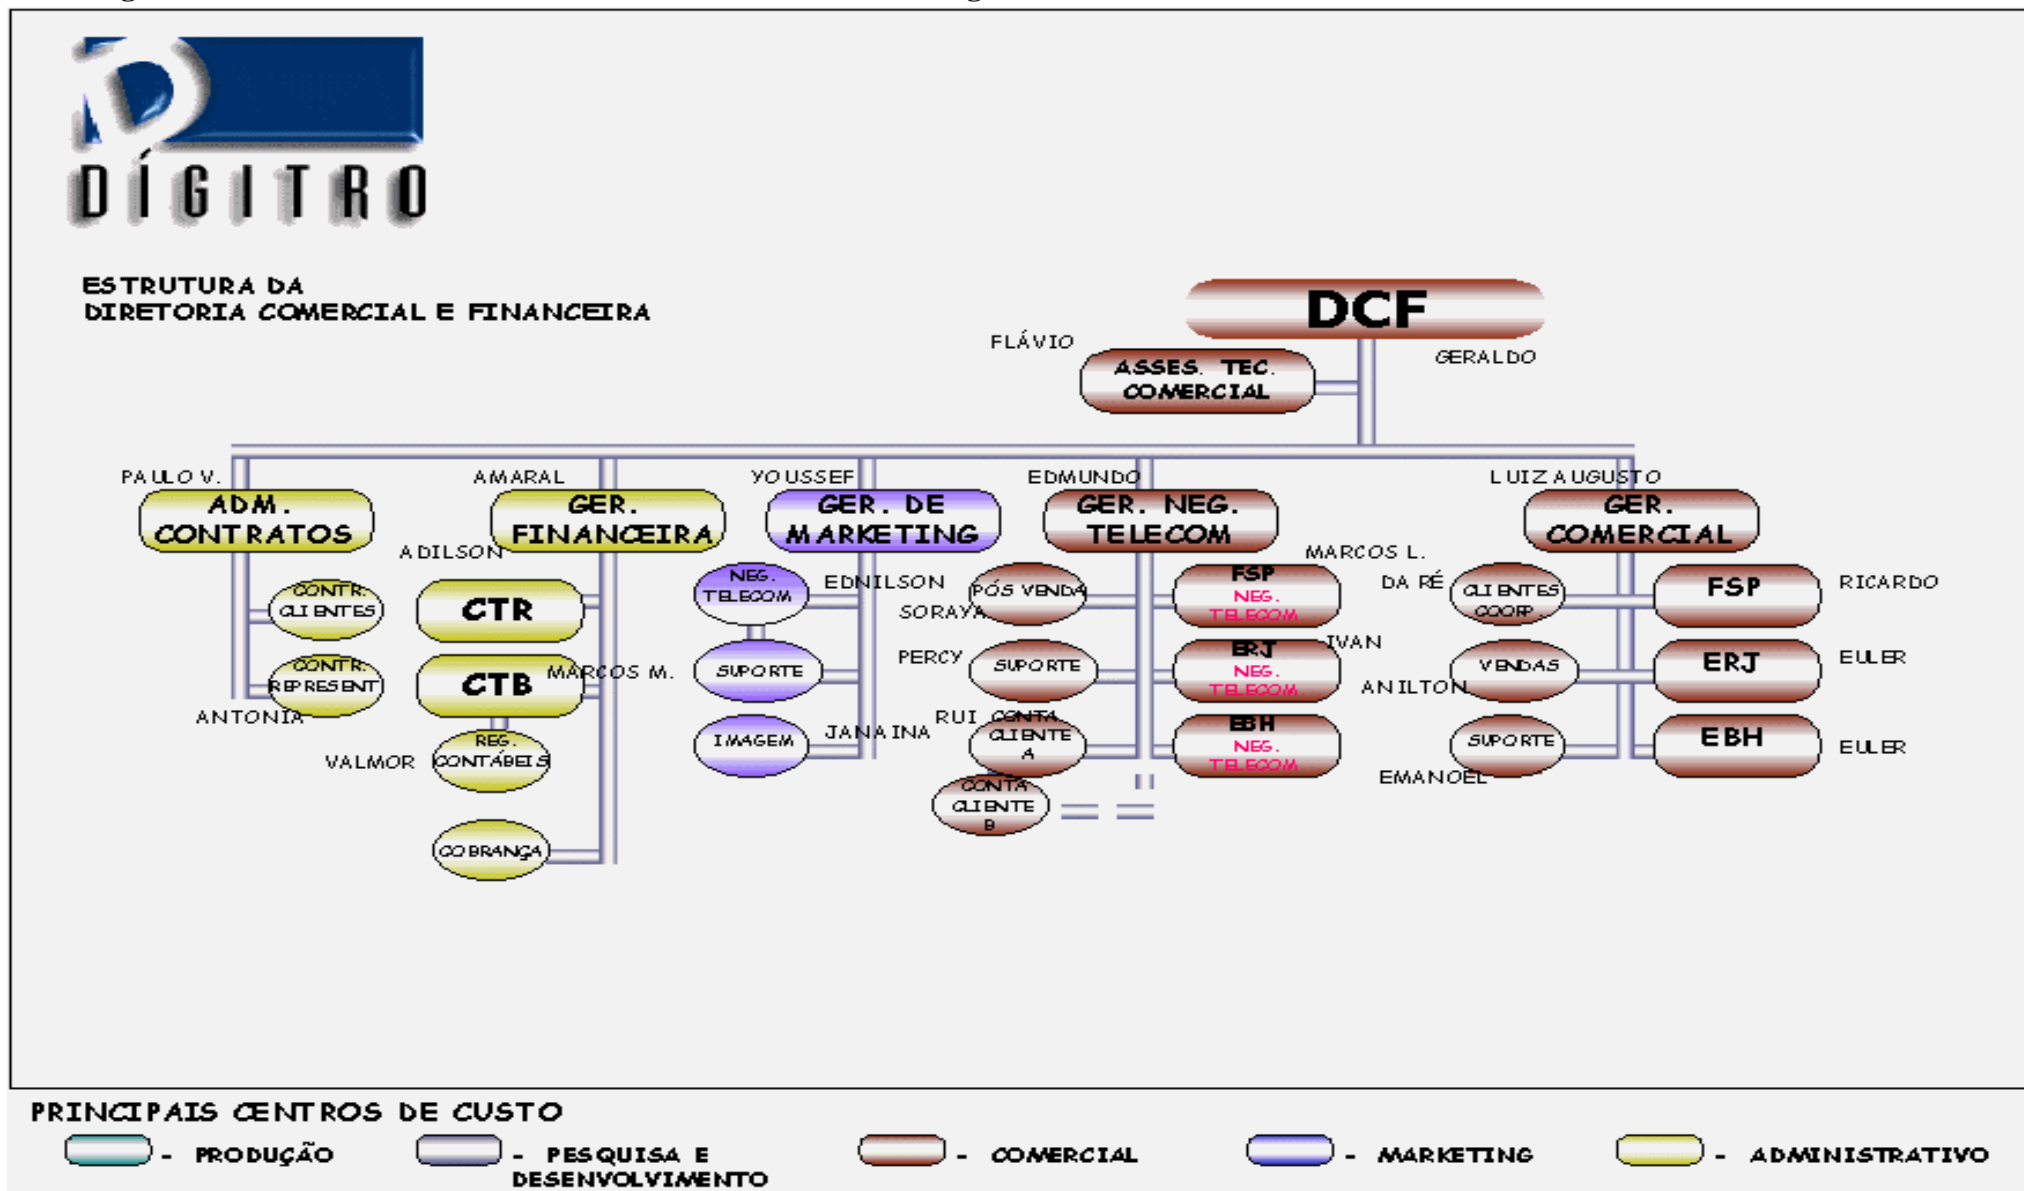 DÍGITRO
ESTRUTURA DA
DIRETORIA COMERCIAL E FINANCEIRA
DCF
GERALDO
FLÁVIO
ASSES. TEC.
COMERCIAL
PAULO V.
ADM.
CONTRATOS
CONTR.
CLIENTES
CONTR.
REPRESENT
ANTONIA
AMARAL
GER.
FINANCEIRA
ADILSON
CTR
CTB
MARCOS M.
REG.
CONTÁBEIS
VALMOR
COBRANÇA
YOUSSEF
GER. DE
MARKETING
NEG.
TELECOM
EDNILSON
SUPORTE
IMAGEM
JANAINA
EDMUNDO
GER. NEG.
TELECOM
PÓS VENDA
SORAYA
PERCY
SUPORTE
RUI
CONTA
CLIENTE
A
CONTA
CLIENTE
B
MARCOS L.
FSP
NEG.
TELECOM
IVAN
ERJ
NEG.
TELECOM
EBH
NEG.
TELECOM
LUIZ AUGUSTO
GER.
COMERCIAL
DA RÉ
CLIENTES
COORP
VENDAS
ANILTON
SUPORTE
EMANOEL
FSP
RICARDO
ERJ
EULER
EBH
EULER
PRINCIPAIS CENTROS DE CUSTO
- PRODUÇÃO
- PESQUISA E
DESENVOLVIMENTO
- COMERCIAL
- MARKETING
- ADMINISTRATIVO